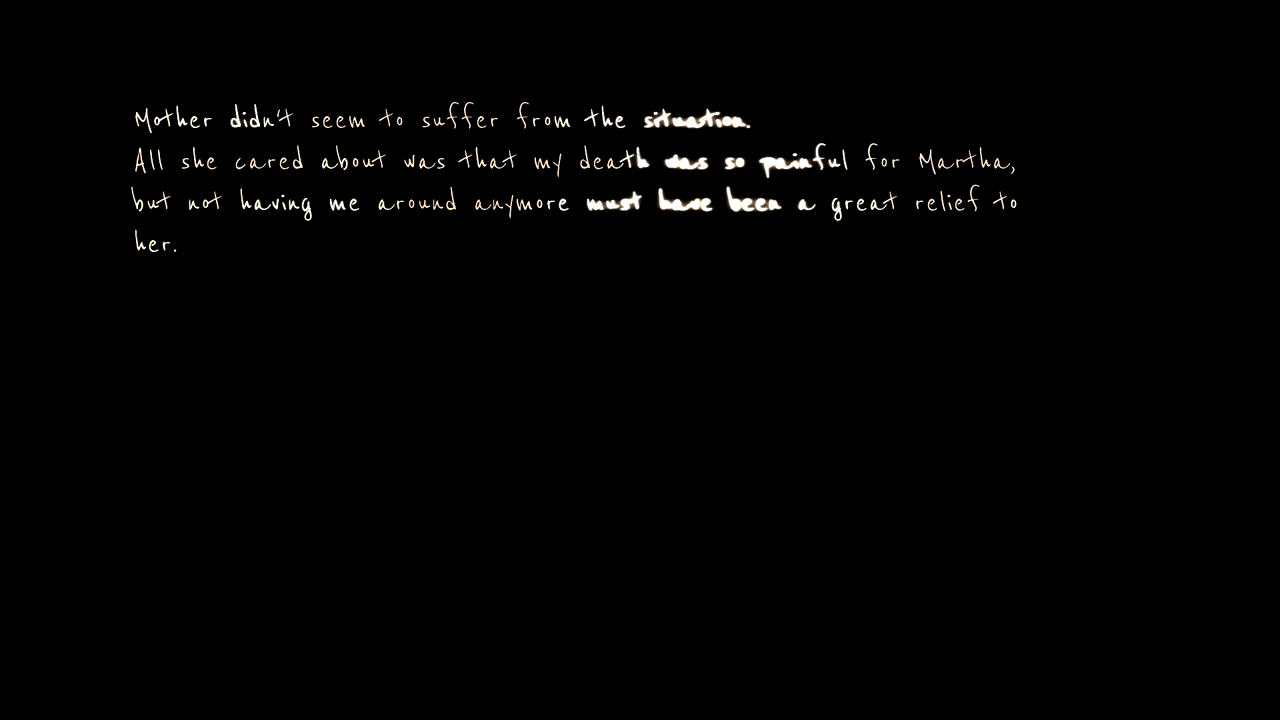 Mother didn't seem to suffer from the situation.
All she cared about was that my death was so painful for Martha,
but not having me around anymore must have been a great relief to
her.